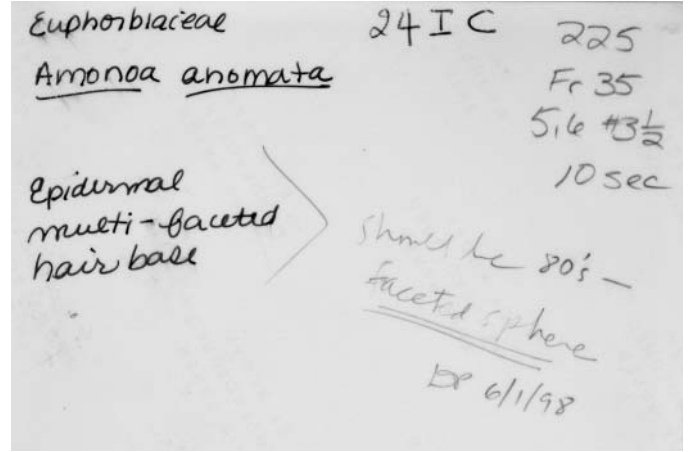 Euphorbiaceae
24 I C
Amonoa anomata
225
Fr 35
5,6 #3½
10 sec
Epidermal
multi-faceted
hair base
should be 80's —
faceted sphere
6/1/98